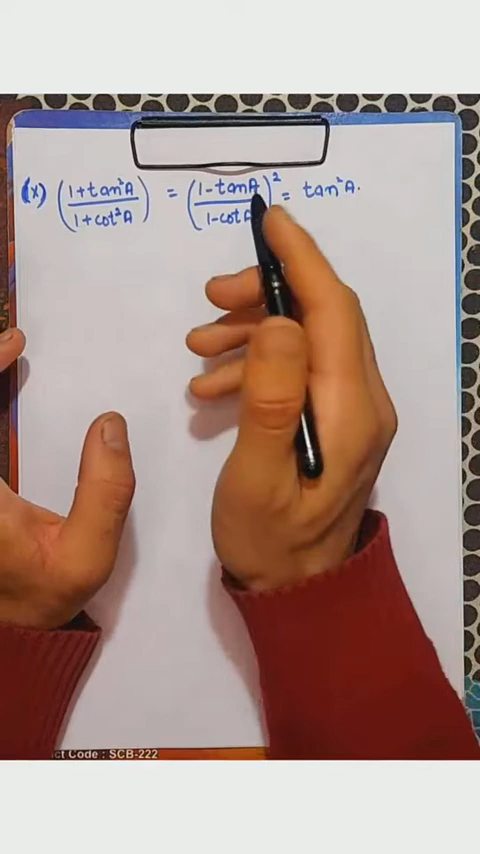 (x) (1+tan²A / 1+cot²A) = (1-tanA / 1-cotA)² = tan²A.
ct Code : SCB-222